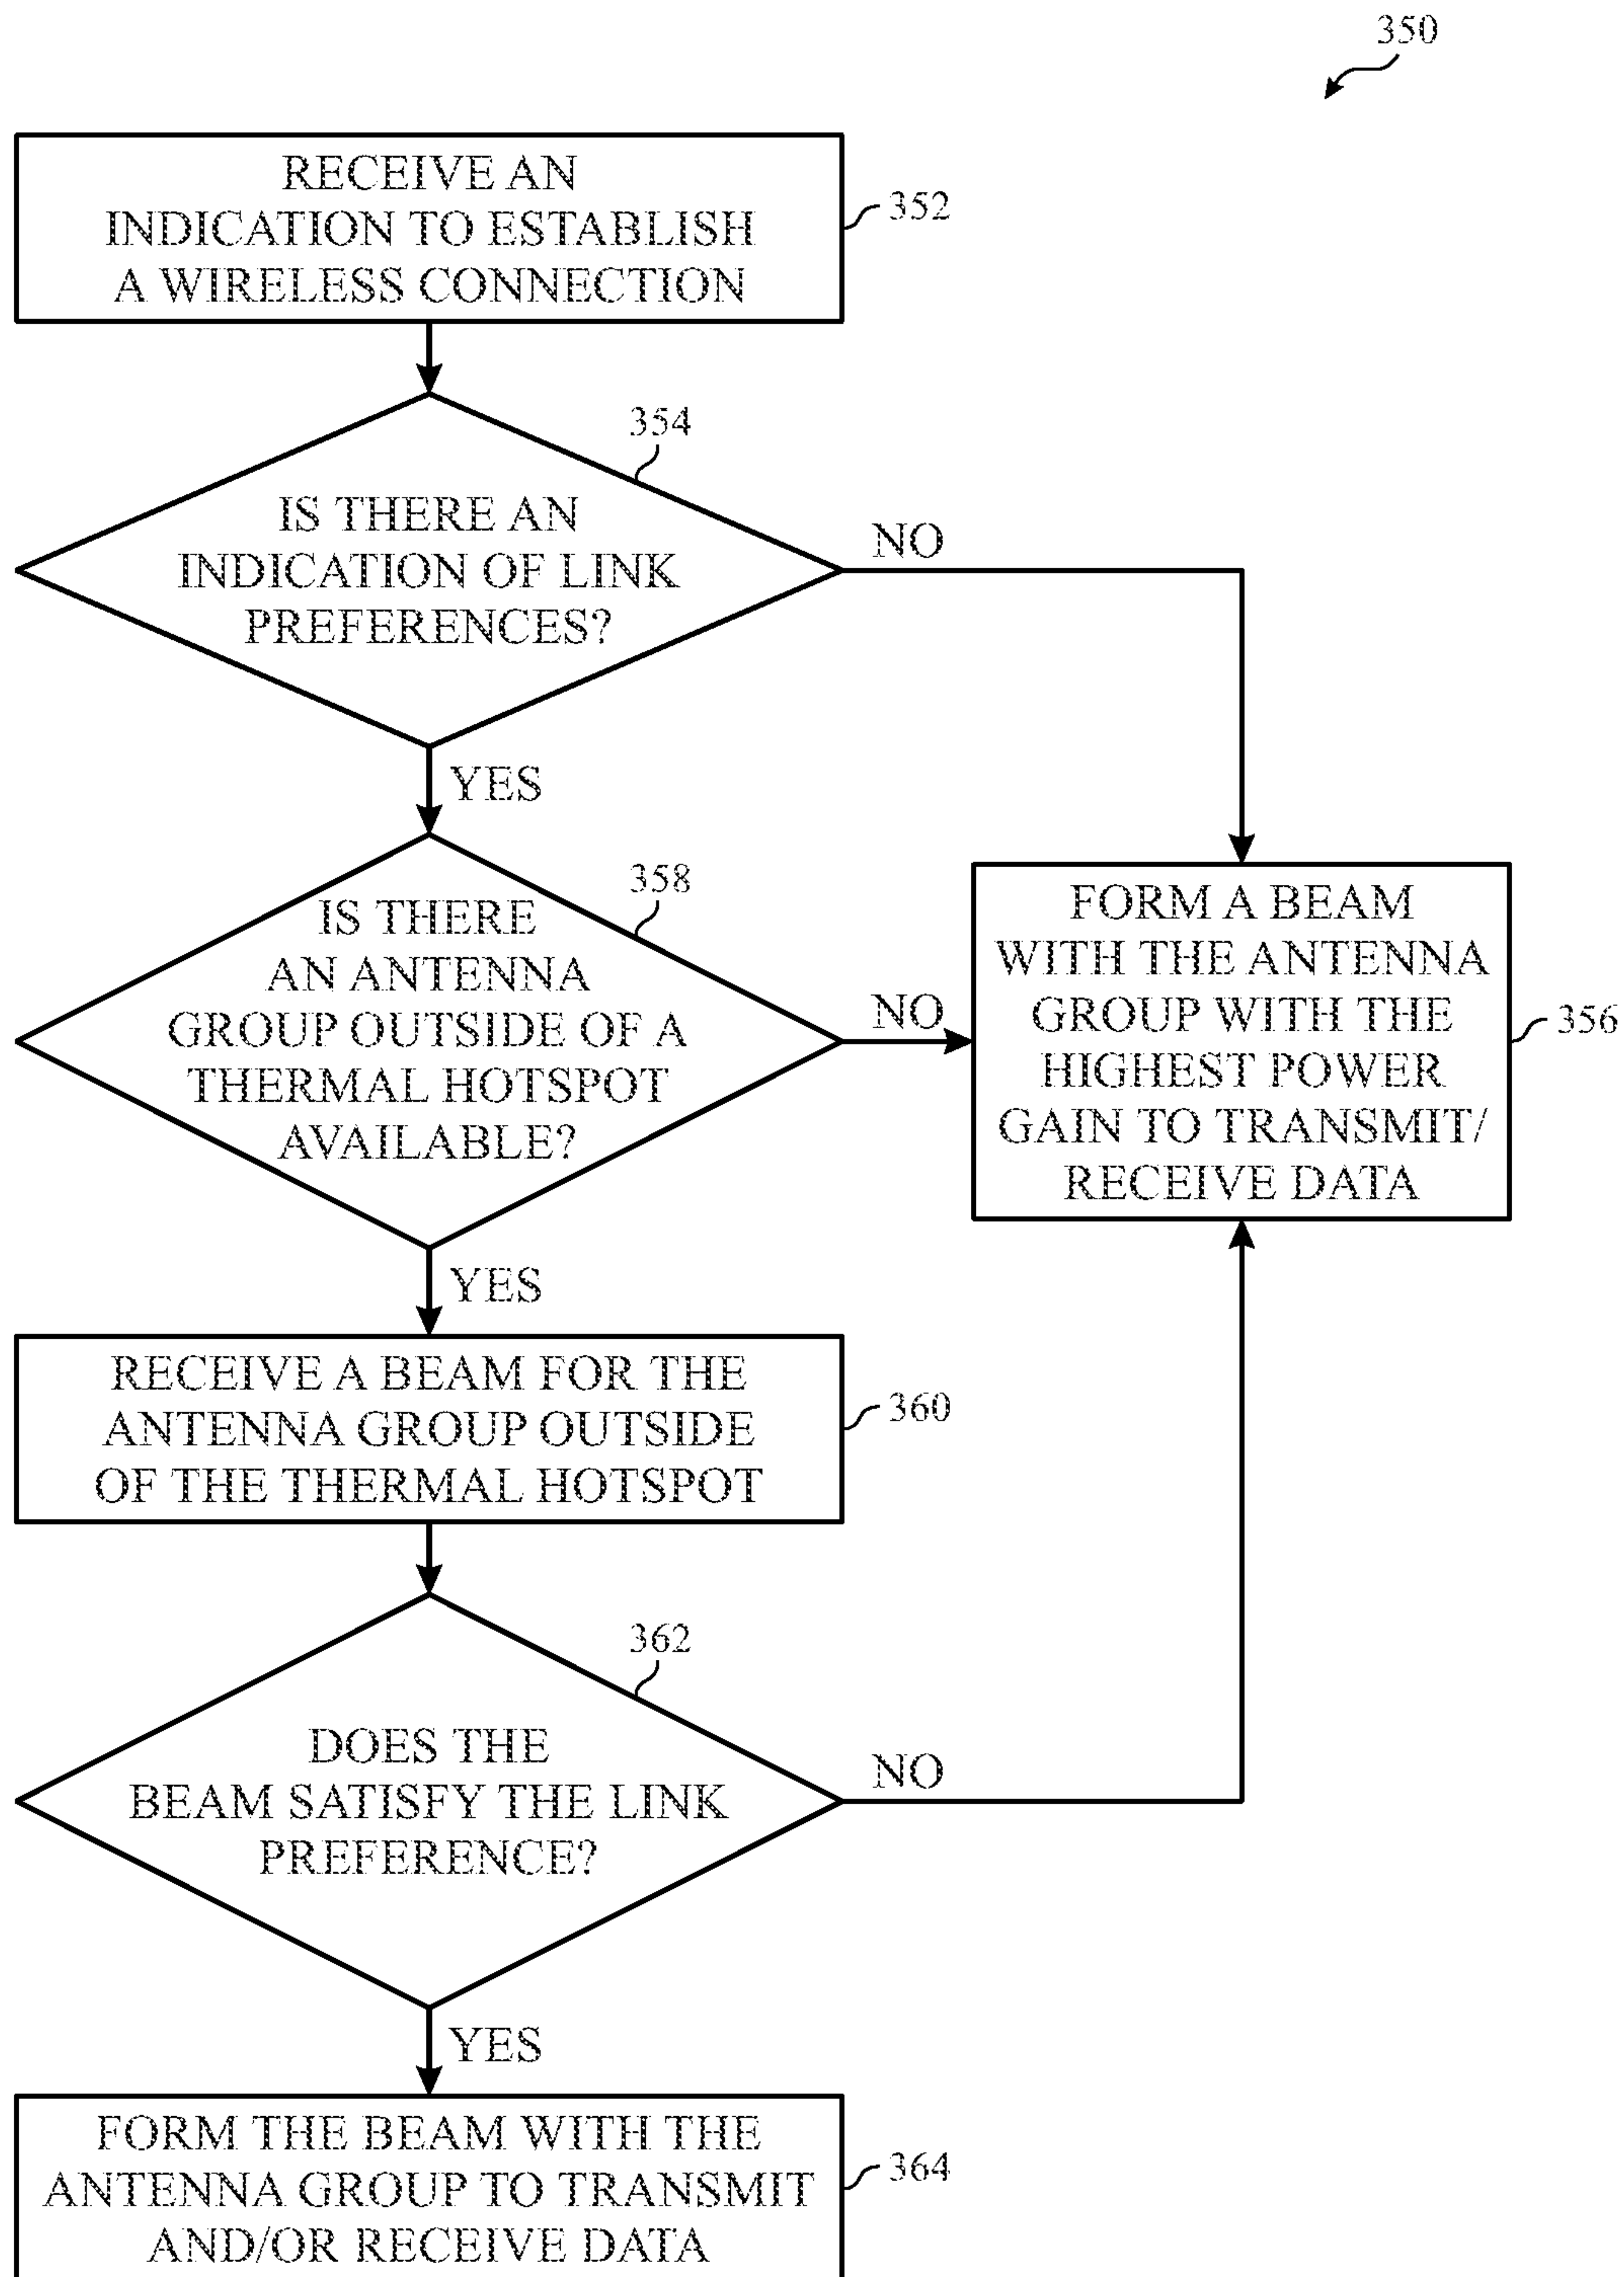 350
RECEIVE AN
INDICATION TO ESTABLISH
A WIRELESS CONNECTION
352
354
IS THERE AN
INDICATION OF LINK
PREFERENCES?
NO
YES
358
IS THERE
AN ANTENNA
GROUP OUTSIDE OF A
THERMAL HOTSPOT
AVAILABLE?
NO
FORM A BEAM
WITH THE ANTENNA
GROUP WITH THE
HIGHEST POWER
GAIN TO TRANSMIT/
RECEIVE DATA
356
YES
RECEIVE A BEAM FOR THE
ANTENNA GROUP OUTSIDE
OF THE THERMAL HOTSPOT
360
362
DOES THE
BEAM SATISFY THE LINK
PREFERENCE?
NO
YES
FORM THE BEAM WITH THE
ANTENNA GROUP TO TRANSMIT
AND/OR RECEIVE DATA
364